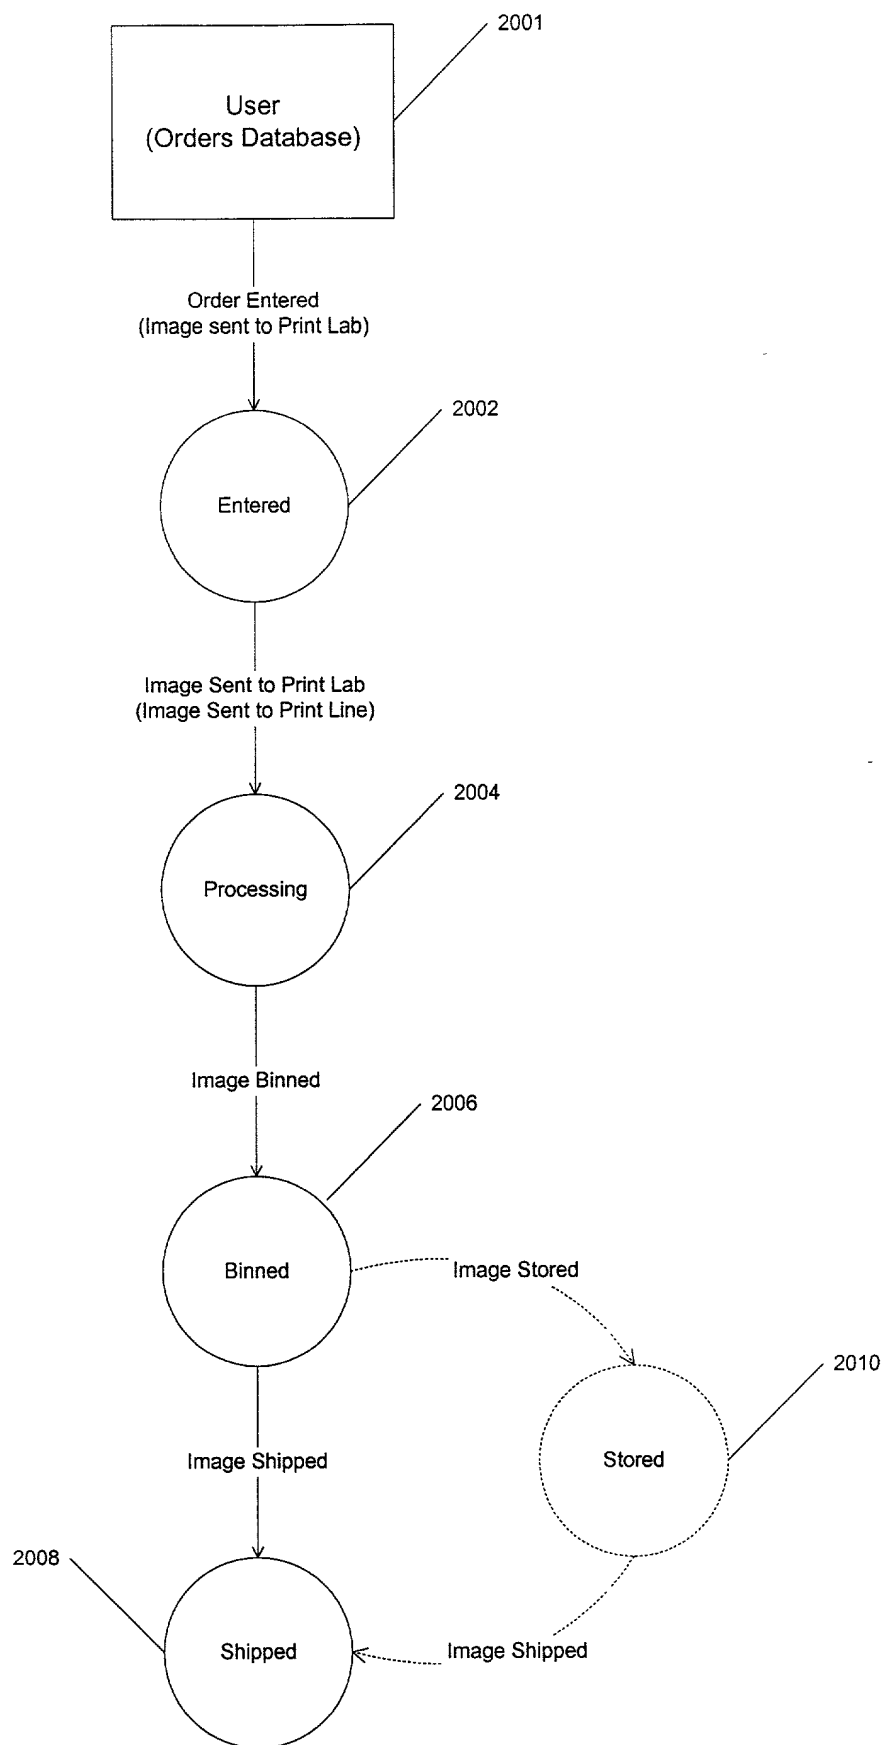 2001
User
(Orders Database)
Order Entered
(Image sent to Print Lab)
2002
Entered
Image Sent to Print Lab
(Image Sent to Print Line)
2004
Processing
Image Binned
2006
Binned
Image Stored
2010
Stored
Image Shipped
2008
Shipped
Image Shipped